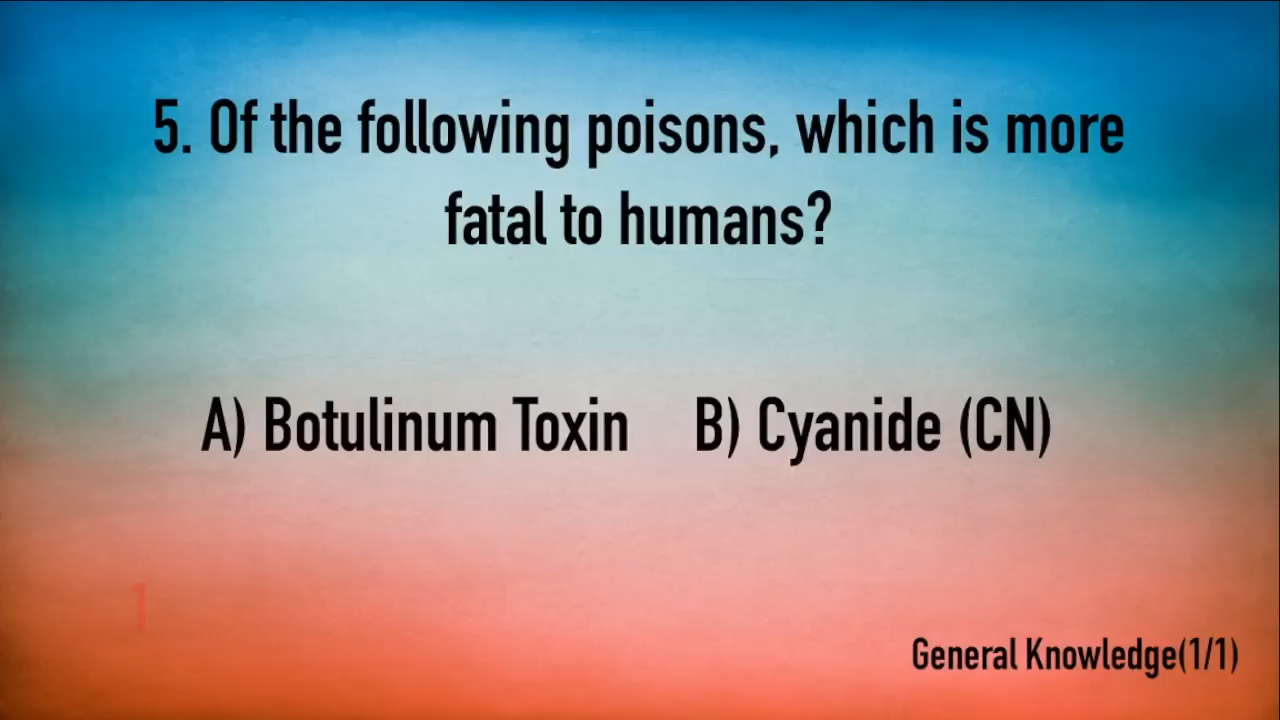 5. Of the following poisons, which is more
fatal to humans?
A) Botulinum Toxin B) Cyanide (CN)
1
General Knowledge(1/1)